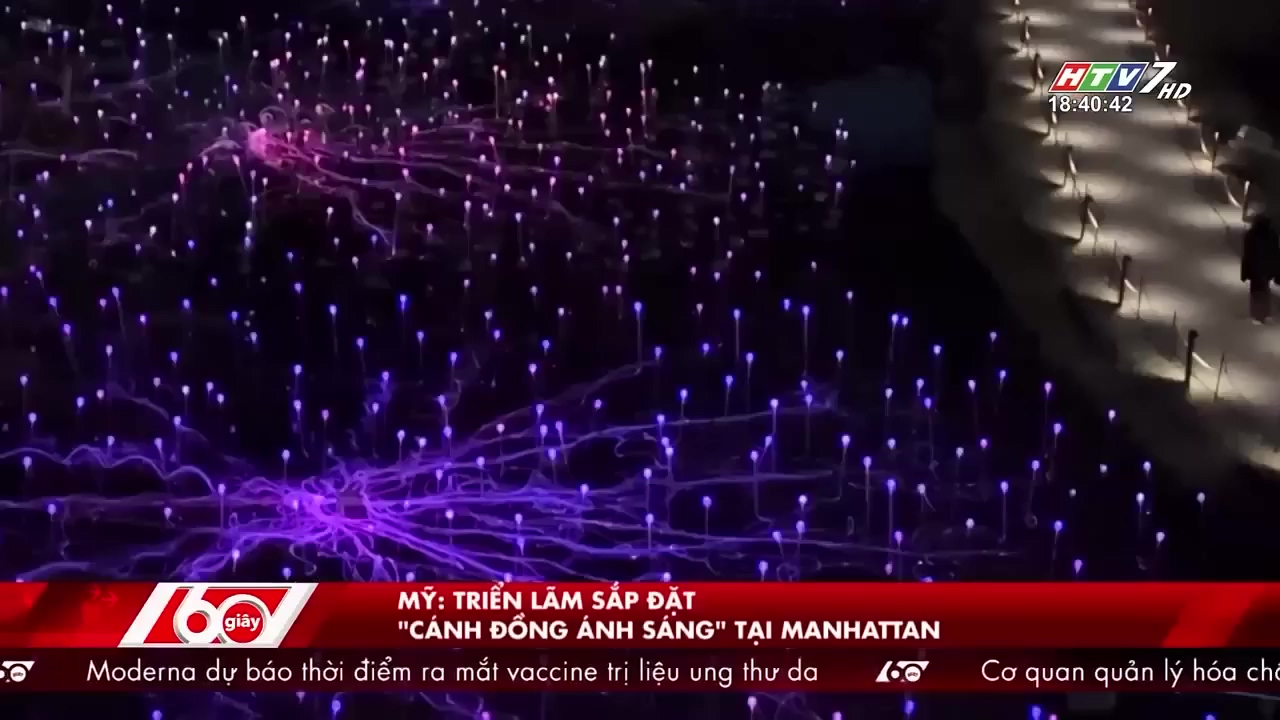 HTV7 HD
18:40:42
60 giây
MỸ: TRIỂN LÃM SẮP ĐẶT
"CÁNH ĐỒNG ÁNH SÁNG" TẠI MANHATTAN
Moderna dự báo thời điểm ra mắt vaccine trị liệu ung thư da
Cơ quan quản lý hóa